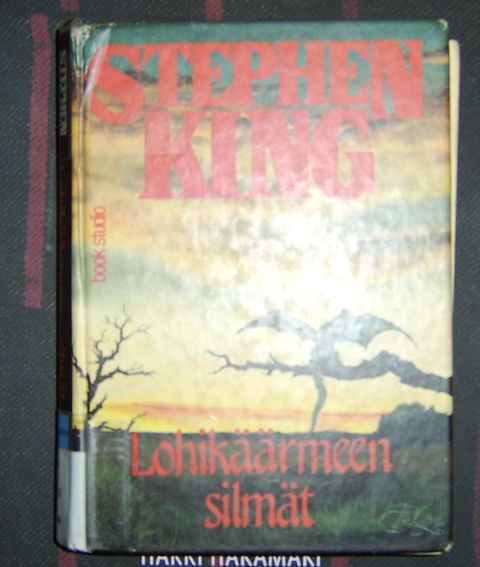 STEPHEN
KING
book studio
Lohikäärmeen
silmät